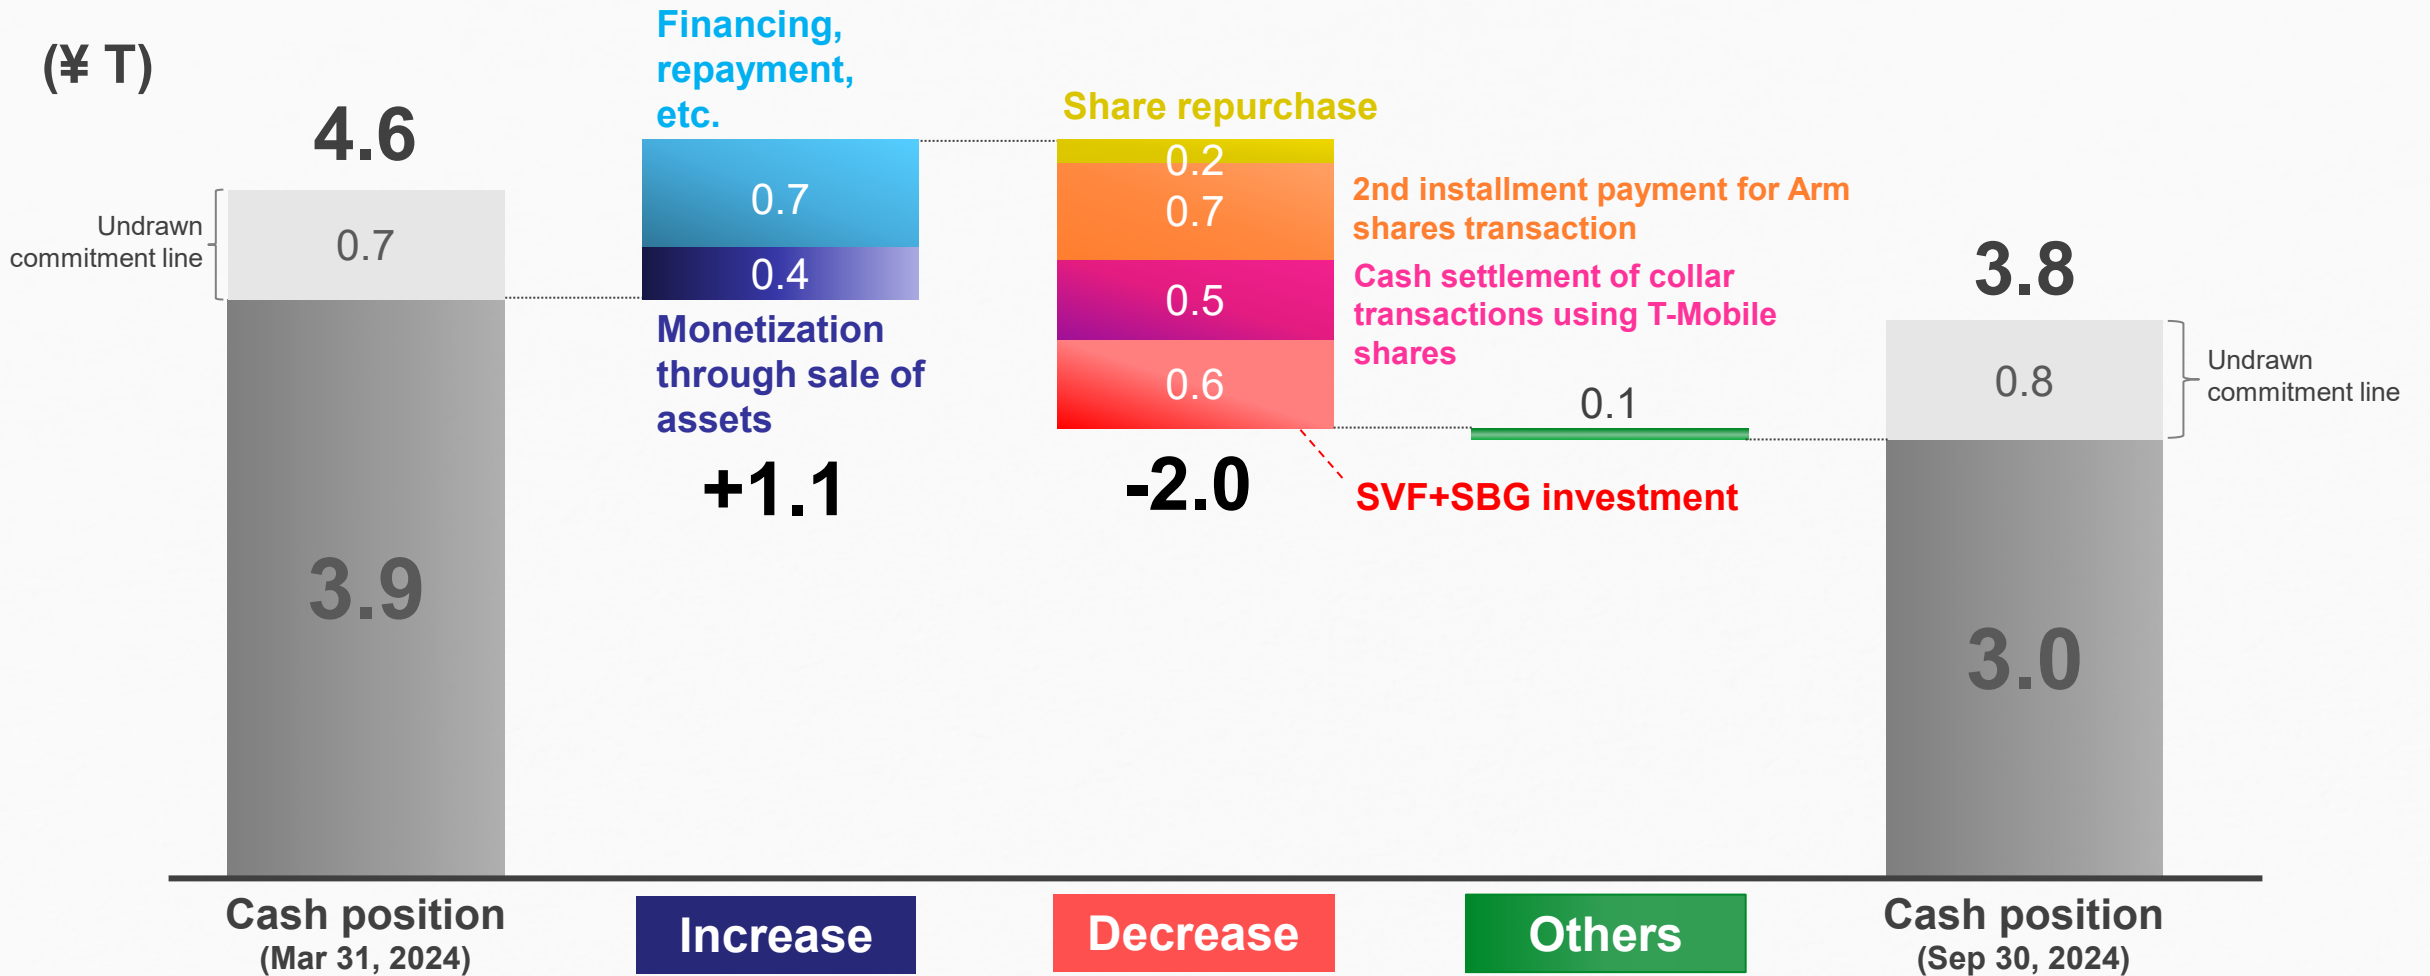 (¥ T)
4.6
Undrawn
commitment line
0.7
3.9
Financing,
repayment,
etc.
0.7
0.4
Monetization
through sale of
assets
+1.1
Share repurchase
0.2
0.7
0.5
0.6
-2.0
2nd installment payment for Arm
shares transaction
Cash settlement of collar
transactions using T-Mobile
shares
SVF+SBG investment
0.1
3.8
0.8
Undrawn
commitment line
3.0
Cash position
(Mar 31, 2024)
Increase
Decrease
Others
Cash position
(Sep 30, 2024)